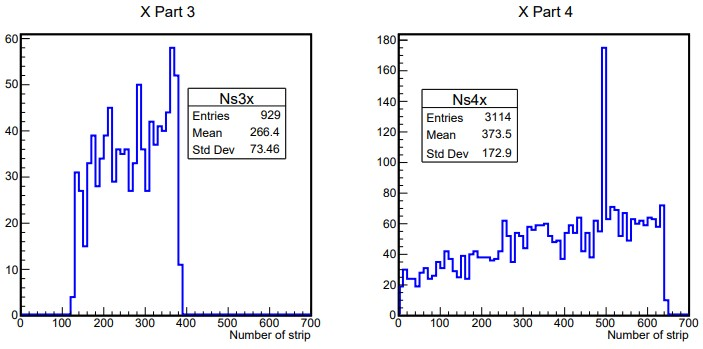 X Part 3
60
50
40
30
20
10
0
0 100 200 300 400 500 600 700
Number of strip
Ns3x
Entries 929
Mean 266.4
Std Dev 73.46
X Part 4
180
160
140
120
100
80
60
40
20
0
0 100 200 300 400 500 600 700
Number of strip
Ns4x
Entries 3114
Mean 373.5
Std Dev 172.9